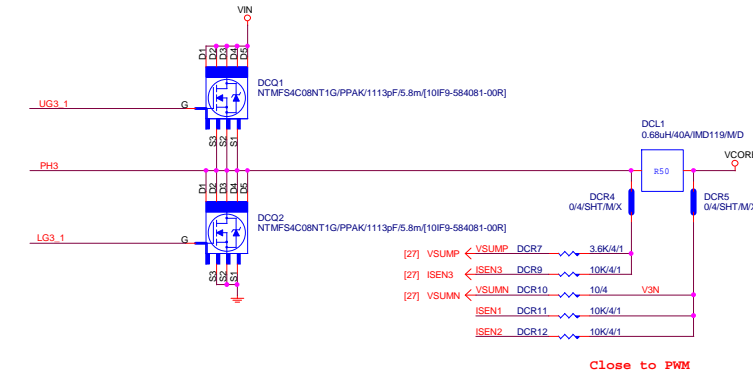 VIN
D1 D2 D3 D4 D5
DCQ1
NTMFS4C08NT1G/PPAK/1113pF/5.8m/[10IF9-584081-00R]
UG3_1
G
S3 S2 S1
DCL1
0.68uH/40A/IMD119/M/D
PH3
R50
VCORE
D1 D2 D3 D4 D5
DCR4
0/4/SHT/M/X
DCR5
0/4/SHT/M/X
DCQ2
NTMFS4C08NT1G/PPAK/1113pF/5.8m/[10IF9-584081-00R]
LG3_1
G
S3 S2 S1
[27] VSUMP VSUMP DCR7 3.6K/4/1
[27] ISEN3 ISEN3 DCR9 10K/4/1
[27] VSUMN VSUMN DCR10 10/4 V3N
ISEN1 DCR11 10K/4/1
ISEN2 DCR12 10K/4/1
Close to PWM